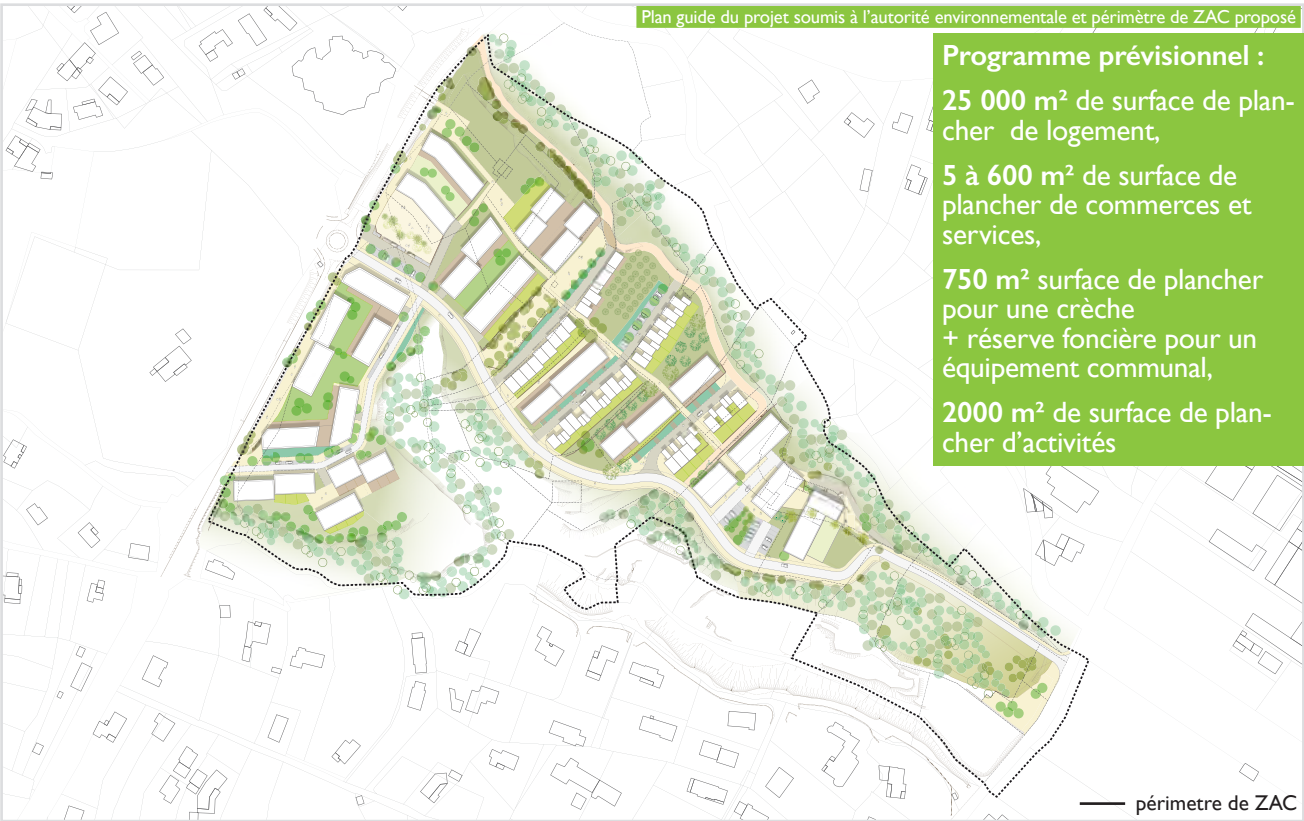 Plan guide du projet soumis à l'autorité environnementale et périmètre de ZAC proposé
Programme prévisionnel :
25 000 m² de surface de plan-
cher de logement,
5 à 600 m² de surface de
plancher de commerces et
services,
750 m² surface de plancher
pour une crèche
+ réserve foncière pour un
équipement communal,
2000 m² de surface de plan-
cher d'activités
périmetre de ZAC